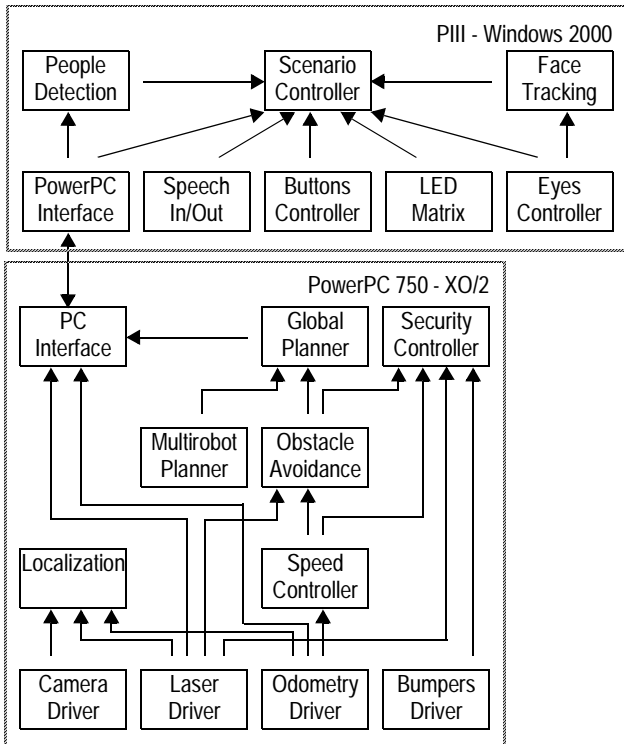 PIII - Windows 2000
People
Detection
Scenario
Controller
Face
Tracking
PowerPC
Interface
Speech
In/Out
Buttons
Controller
LED
Matrix
Eyes
Controller
PowerPC 750 - XO/2
PC
Interface
Global
Planner
Security
Controller
Multirobot
Planner
Obstacle
Avoidance
Localization
Speed
Controller
Camera
Driver
Laser
Driver
Odometry
Driver
Bumpers
Driver